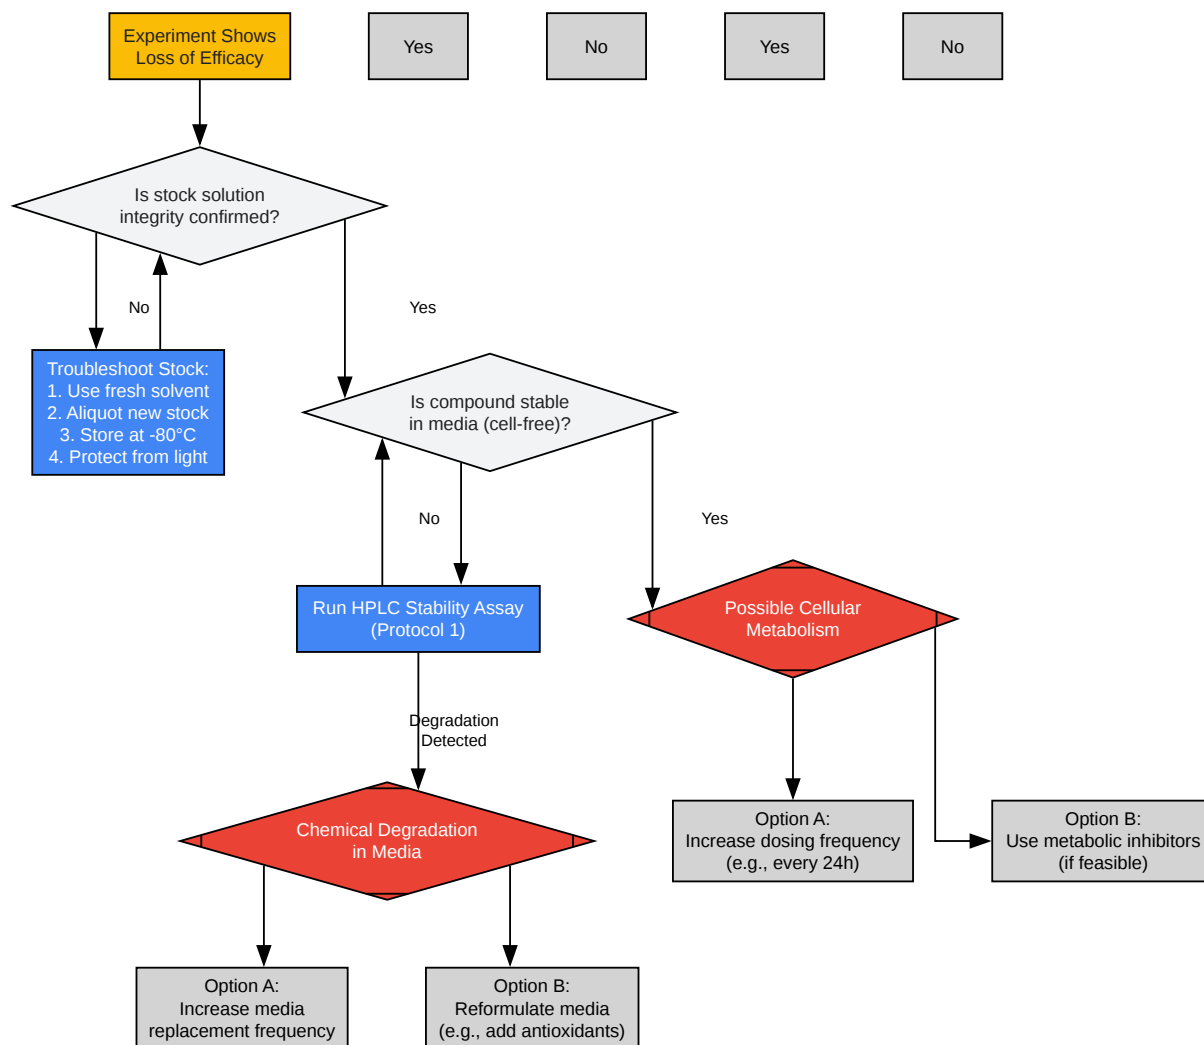 Experiment Shows
Loss of Efficacy
Yes
No
Yes
No
Is stock solution
integrity confirmed?
No
Yes
Troubleshoot Stock:
1. Use fresh solvent
2. Aliquot new stock
3. Store at -80°C
4. Protect from light
Is compound stable
in media (cell-free)?
No
Yes
Run HPLC Stability Assay
(Protocol 1)
Possible Cellular
Metabolism
Degradation
Detected
Chemical Degradation
in Media
Option A:
Increase dosing frequency
(e.g., every 24h)
Option B:
Use metabolic inhibitors
(if feasible)
Option A:
Increase media
replacement frequency
Option B:
Reformulate media
(e.g., add antioxidants)